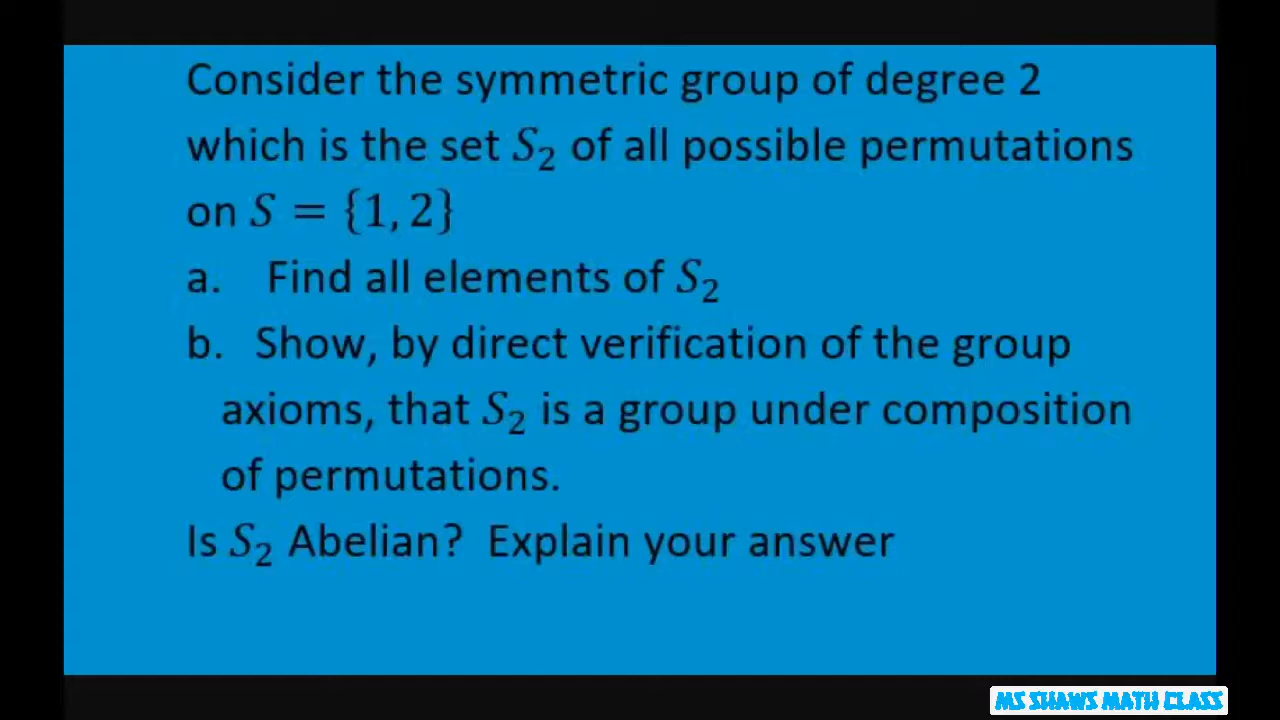 Consider the symmetric group of degree 2
which is the set S₂ of all possible permutations
on S = {1, 2}
a. Find all elements of S₂
b. Show, by direct verification of the group
axioms, that S₂ is a group under composition
of permutations.
Is S₂ Abelian? Explain your answer
MS SHAWS MATH CLASS